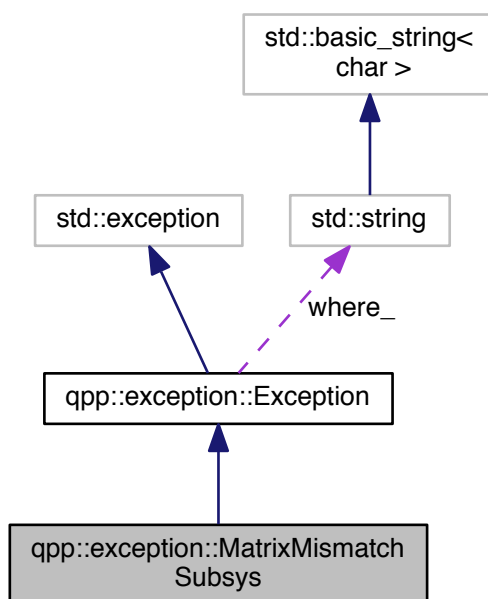 std::basic_string<
char >
std::exception
std::string
where_
qpp::exception::Exception
qpp::exception::MatrixMismatch
Subsys